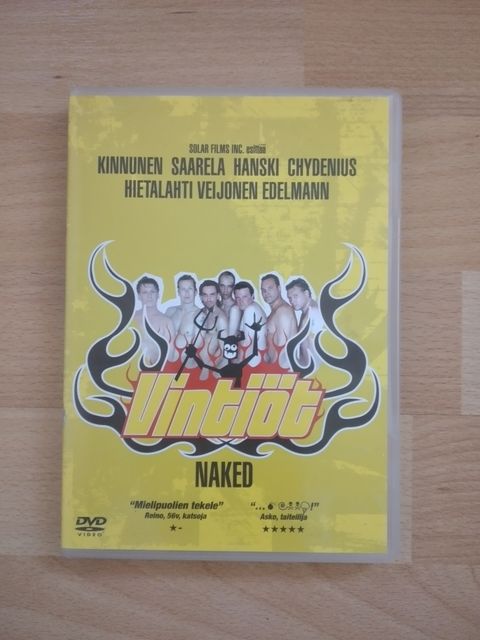 SOLAR FILMS INC. esittää
KINNUNEN SAARELA HANSKI CHYDENIUS
HIETALAHTI VEIJONEN EDELMANN
Vintiöt
NAKED
"Mielipuolien tekele"
Reino, 56v, katsoja
"... !"
Asko, taiteilija
DVD
VIDEO